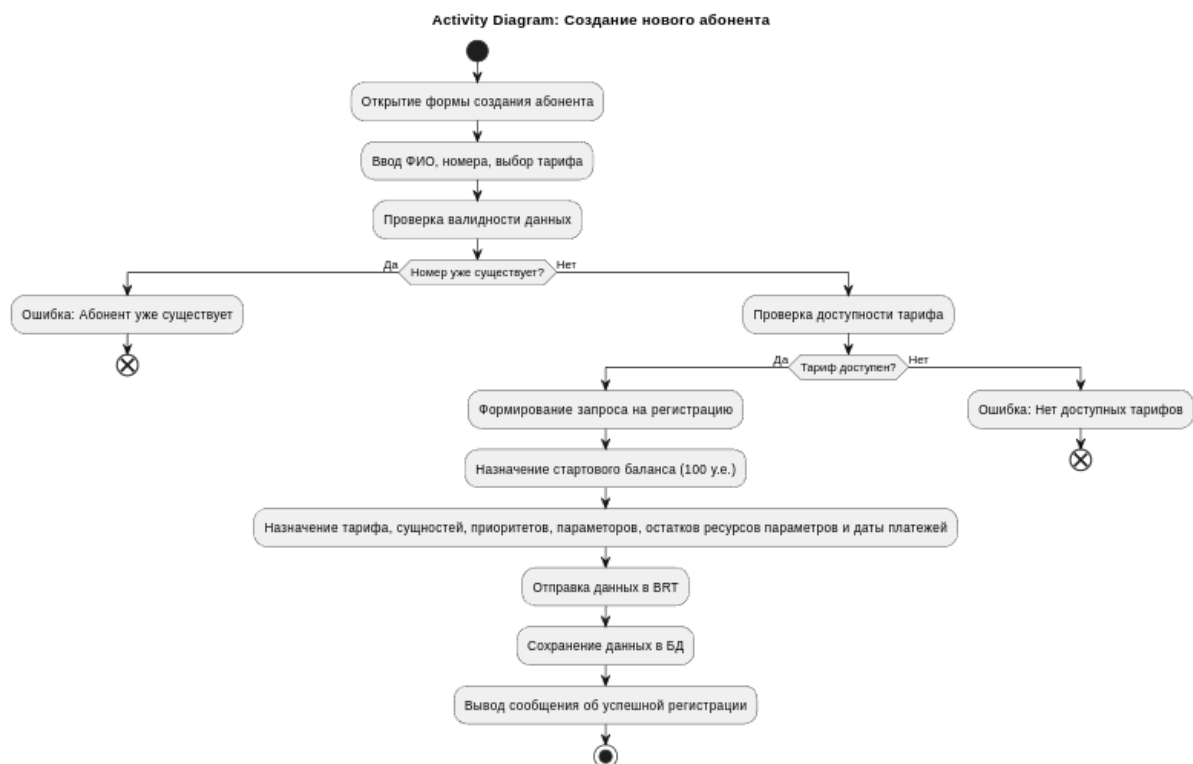 Activity Diagram: Создание нового абонента
Открытие формы создания абонента
Ввод ФИО, номера, выбор тарифа
Проверка валидности данных
Да
Номер уже существует?
Нет
Ошибка: Абонент уже существует
Проверка доступности тарифа
Да
Тариф доступен?
Нет
Формирование запроса на регистрацию
Ошибка: Нет доступных тарифов
Назначение стартового баланса (100 у.е.)
Назначение тарифа, сущностей, приоритетов, параметоров, остатков ресурсов параметров и даты платежей
Отправка данных в BRT
Сохранение данных в БД
Вывод сообщения об успешной регистрации